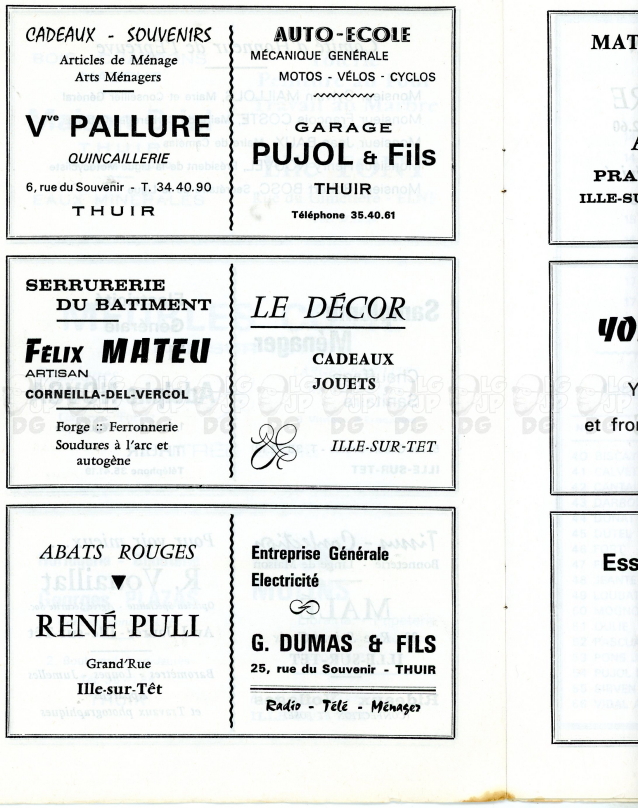 CADEAUX - SOUVENIRS
Articles de Ménage
Arts Ménagers
Vve PALLURE
QUINCAILLERIE
6, rue du Souvenir - T. 34.40.90
THUIR
AUTO-ECOLE
MÉCANIQUE GENÉRALE
MOTOS - VÉLOS - CYCLOS
GARAGE
PUJOL & Fils
THUIR
Téléphone 35.40.61
SERRURERIE
DU BATIMENT
FÉLIX MATEU
ARTISAN
CORNEILLA-DEL-VERCOL
Forge :: Ferronnerie
Soudures à l'arc et
autogène
LE DÉCOR
CADEAUX
JOUETS
ILLE-SUR-TET
ABATS ROUGES
RENÉ PULI
Grand'Rue
Ille-sur-Têt
Entreprise Générale
Electricité
G. DUMAS & FILS
25, rue du Souvenir - THUIR
Radio - Télé - Ménager
MAT
A
PRA
ILLE-SU
YO
Y
et fron
Ess